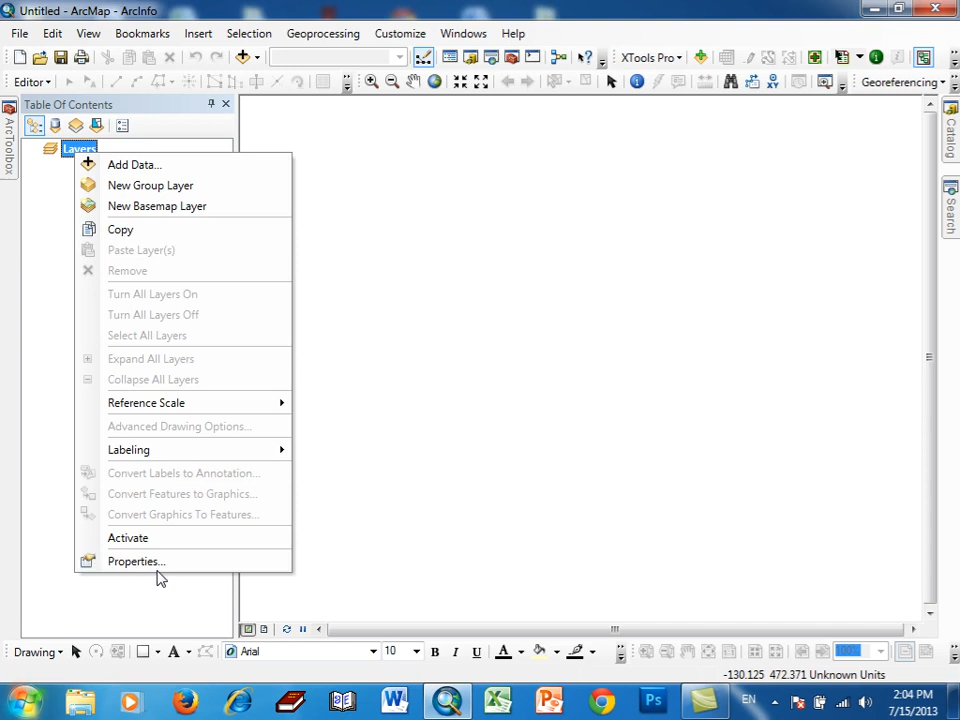 Untitled - ArcMap - ArcInfo
File Edit View Bookmarks Insert Selection Geoprocessing Customize Windows Help
XTools Pro
Editor Georeferencing
Table Of Contents
ArcToolbox
Catalog
Search
Layers
Add Data...
New Group Layer
New Basemap Layer
Copy
Paste Layer(s)
Remove
Turn All Layers On
Turn All Layers Off
Select All Layers
Expand All Layers
Collapse All Layers
Reference Scale
Advanced Drawing Options...
Labeling
Convert Labels to Annotation...
Convert Features to Graphics...
Convert Graphics To Features...
Activate
Properties...
Drawing A Arial 10 B I U A 100%
-130.125 472.371 Unknown Units
EN 2:04 PM
7/15/2013